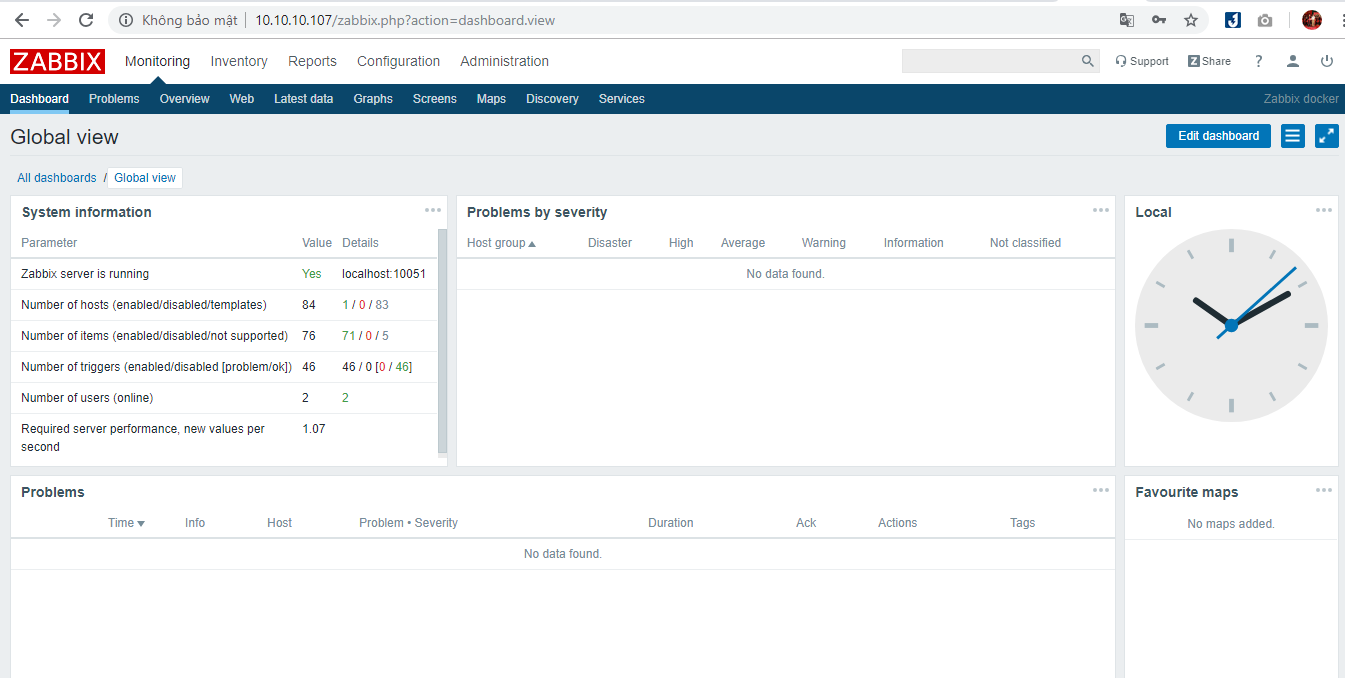 Không bảo mật 10.10.10.107/zabbix.php?action=dashboard.view
ZABBIX Monitoring Inventory Reports Configuration Administration Support Z Share ?
Dashboard Problems Overview Web Latest data Graphs Screens Maps Discovery Services Zabbix docker
Global view Edit dashboard
All dashboards / Global view
System information
Parameter Value Details
Zabbix server is running Yes localhost:10051
Number of hosts (enabled/disabled/templates) 84 1 / 0 / 83
Number of items (enabled/disabled/not supported) 76 71 / 0 / 5
Number of triggers (enabled/disabled [problem/ok]) 46 46 / 0 [0 / 46]
Number of users (online) 2 2
Required server performance, new values per
second
1.07
Problems by severity
Host group Disaster High Average Warning Information Not classified
No data found.
Local
Problems
Time Info Host Problem • Severity Duration Ack Actions Tags
No data found.
Favourite maps
No maps added.